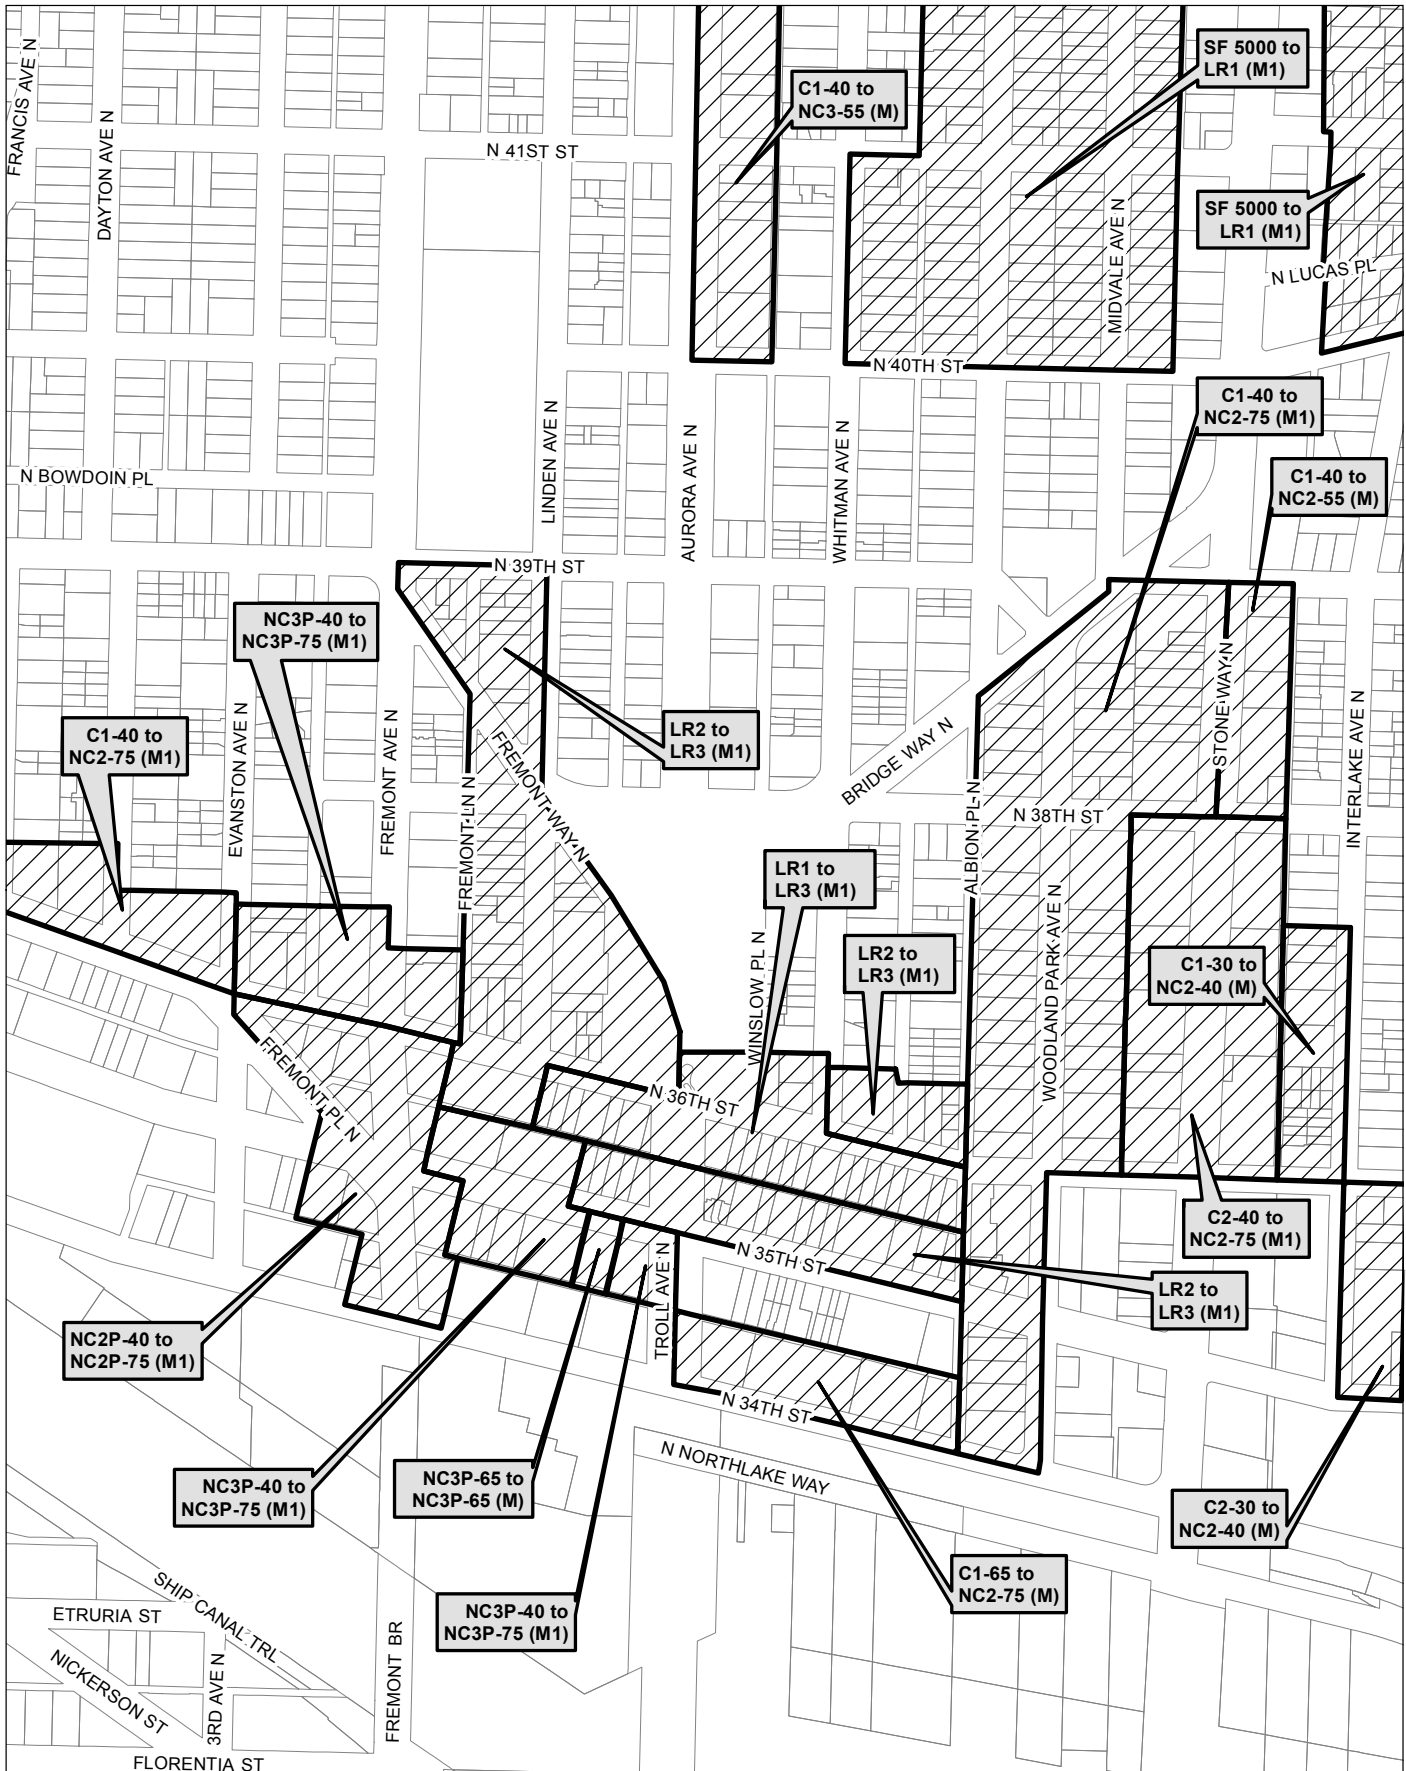 FRANCIS AVE N
DAYTON AVE N
N 41ST ST
C1-40 to
NC3-55 (M)
SF 5000 to
LR1 (M1)
SF 5000 to
LR1 (M1)
MIDVALE AVE N
N LUCAS PL
N 40TH ST
C1-40 to
NC2-75 (M1)
C1-40 to
NC2-55 (M)
N BOWDOIN PL
LINDEN AVE N
AURORA AVE N
WHITMAN AVE N
N 39TH ST
NC3P-40 to
NC3P-75 (M1)
C1-40 to
NC2-75 (M1)
LR2 to
LR3 (M1)
EVANSTON AVE N
FREMONT AVE N
FREMONT LN N
FREMONT WAY N
BRIDGE WAY N
ALBION PL N
N 38TH ST
STONE WAY N
INTERLAKE AVE N
LR1 to
LR3 (M1)
LR2 to
LR3 (M1)
WINSLOW PL N
WOODLAND PARK AVE N
C1-30 to
NC2-40 (M)
FREMONT PL N
N 36TH ST
C2-40 to
NC2-75 (M1)
LR2 to
LR3 (M1)
N 35TH ST
TROLL AVE N
NC2P-40 to
NC2P-75 (M1)
N 34TH ST
N NORTHLAKE WAY
NC3P-40 to
NC3P-75 (M1)
NC3P-65 to
NC3P-65 (M)
C2-30 to
NC2-40 (M)
C1-65 to
NC2-75 (M)
NC3P-40 to
NC3P-75 (M1)
SHIP CANAL TRL
ETRURIA ST
NICKERSON ST
3RD AVE N
FREMONT BR
FLORENTIA ST